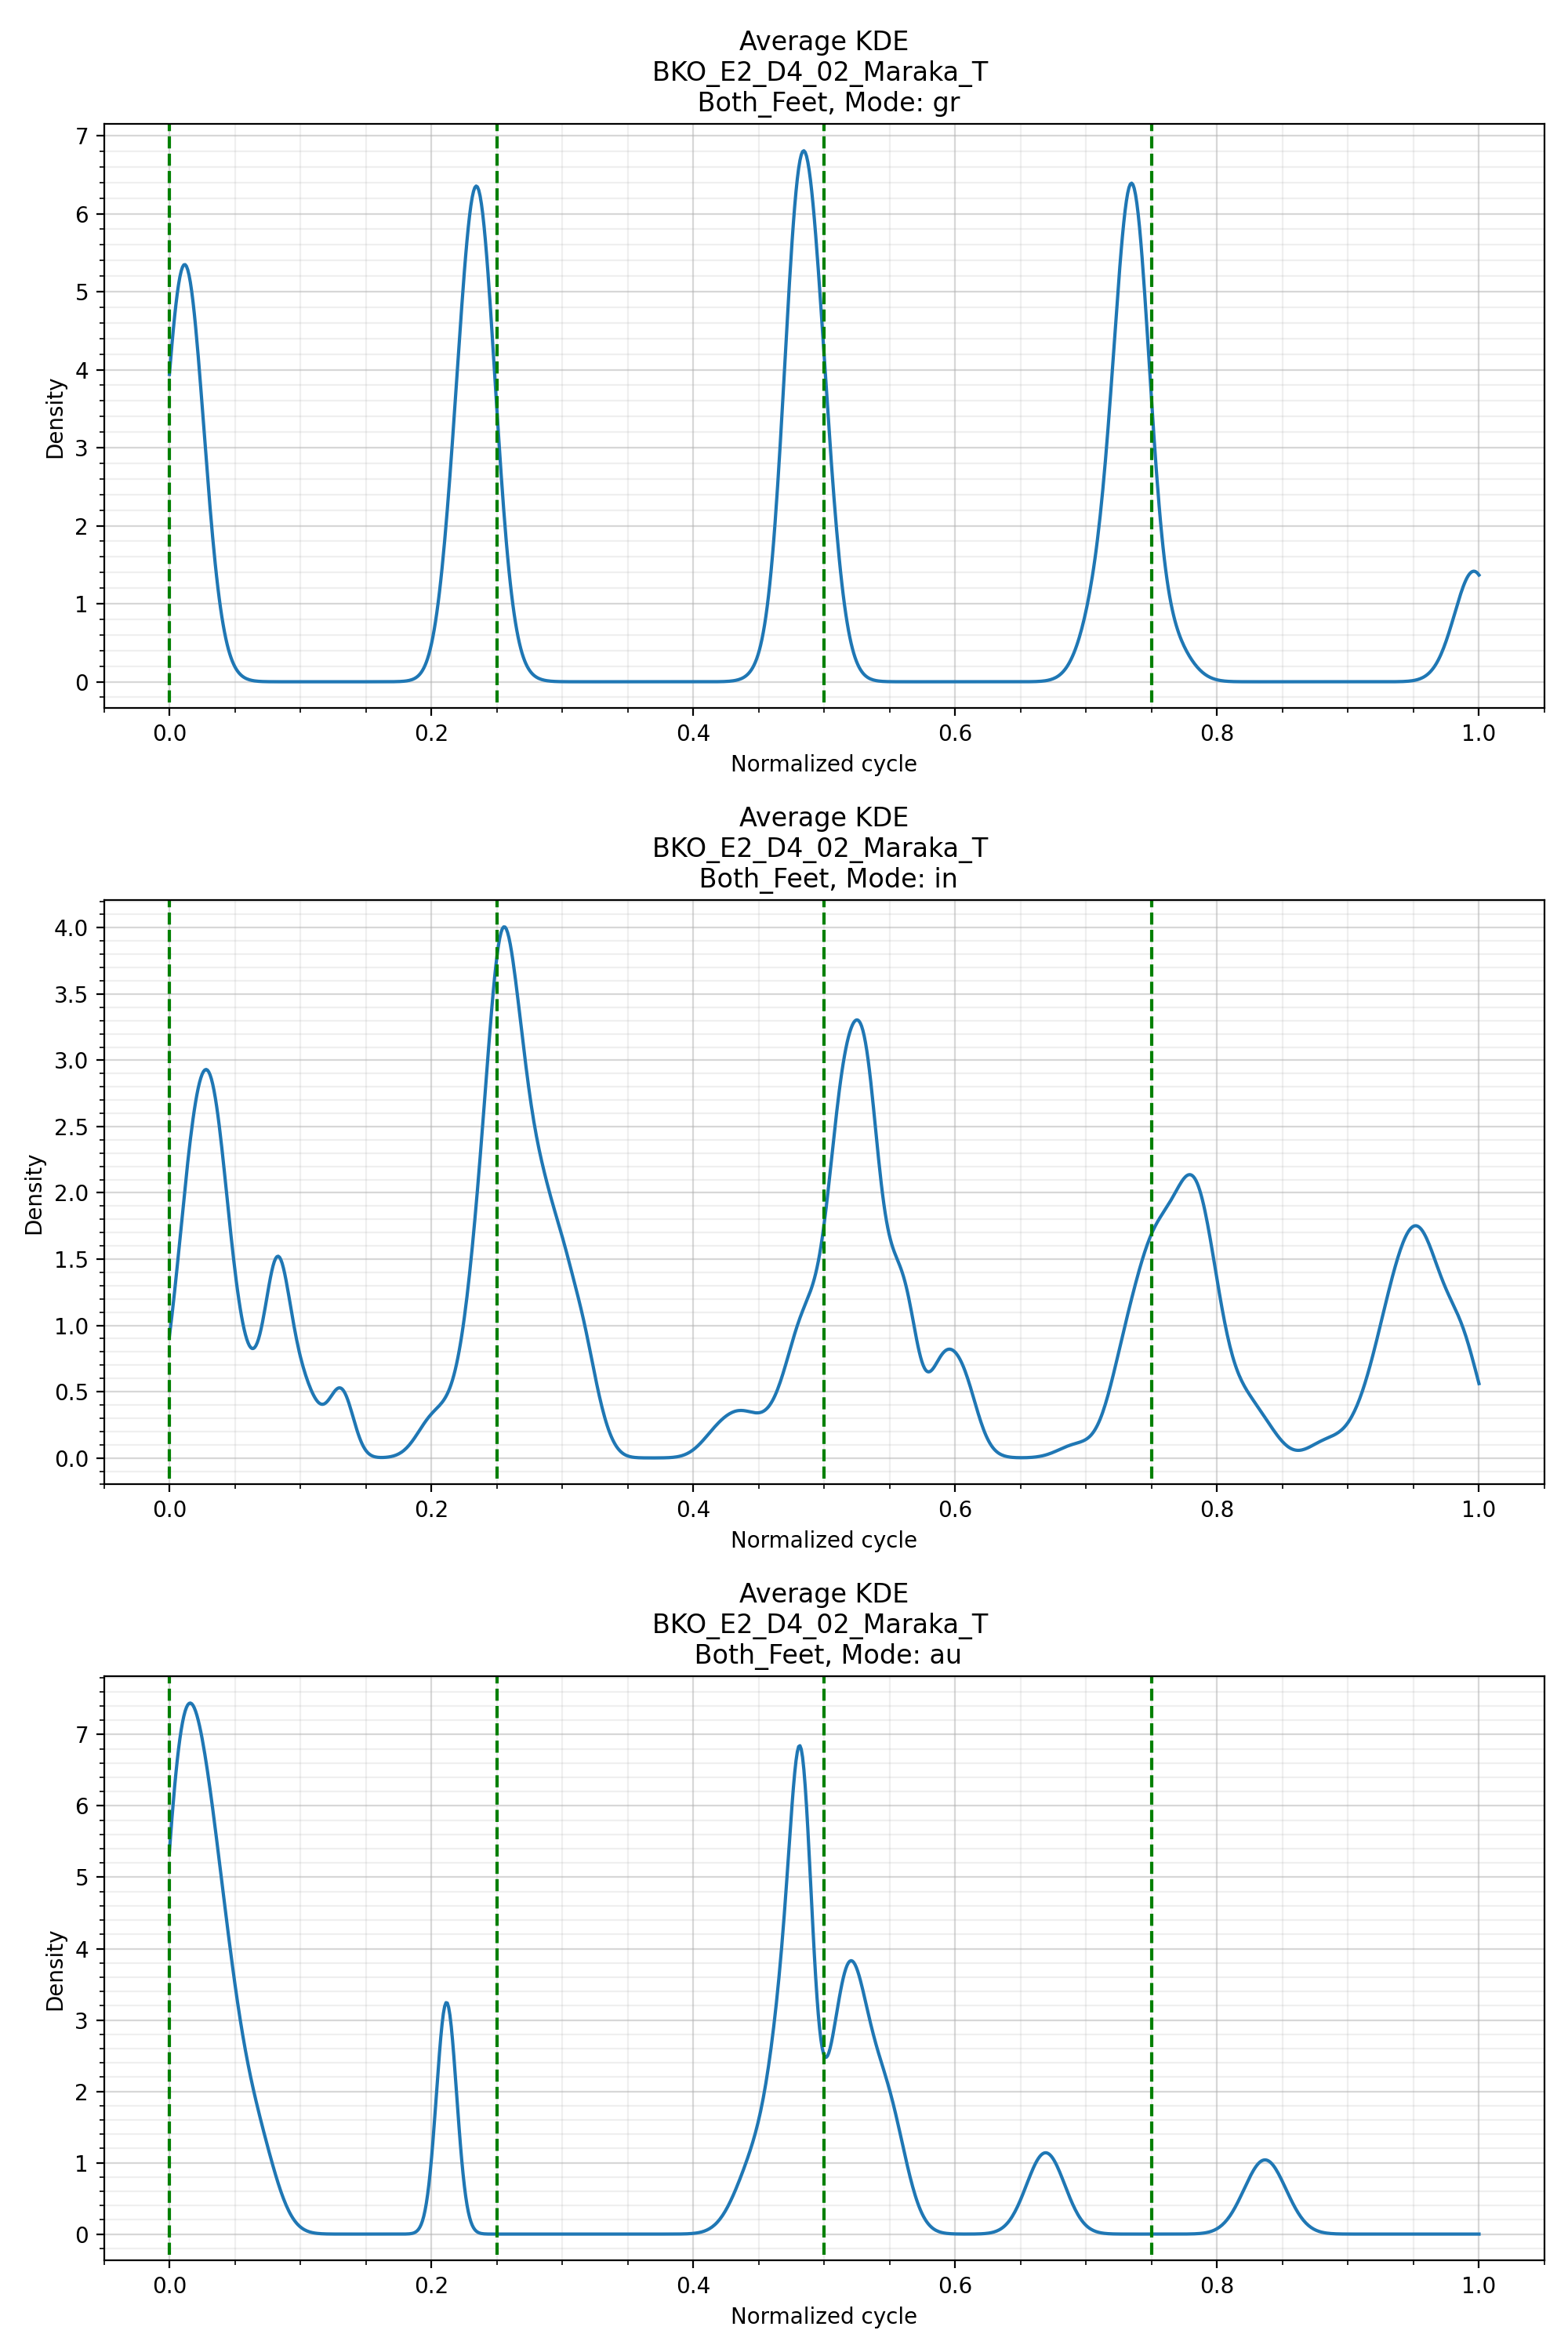 Average KDE
BKO_E2_D4_02_Maraka_T
Both_Feet, Mode: gr
7
6
5
4
3
2
1
0
Density
0.0 0.2 0.4 0.6 0.8 1.0
Normalized cycle
Average KDE
BKO_E2_D4_02_Maraka_T
Both_Feet, Mode: in
4.0
3.5
3.0
2.5
2.0
1.5
1.0
0.5
0.0
Density
0.0 0.2 0.4 0.6 0.8 1.0
Normalized cycle
Average KDE
BKO_E2_D4_02_Maraka_T
Both_Feet, Mode: au
7
6
5
4
3
2
1
0
Density
0.0 0.2 0.4 0.6 0.8 1.0
Normalized cycle